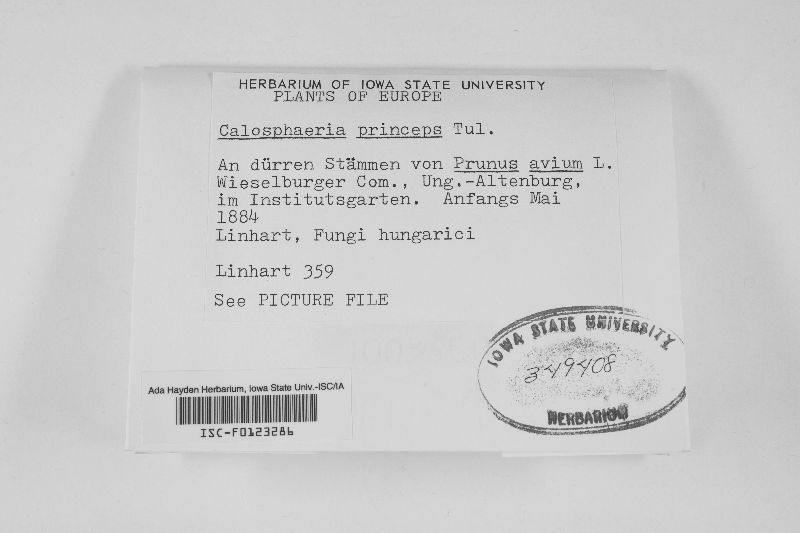 HERBARIUM OF IOWA STATE UNIVERSITY
PLANTS OF EUROPE
Calosphaeria princeps Tul.
An dürren Stämmen von Prunus avium L.
Wieselburger Com., Ung.-Altenburg,
im Institutsgarten. Anfangs Mai
1884
Linhart, Fungi hungarici
Linhart 359
See PICTURE FILE
IOWA STATE UNIVERSITY
349408
HERBARIUM
Ada Hayden Herbarium, Iowa State Univ.-ISC/IA
ISC-F0123286